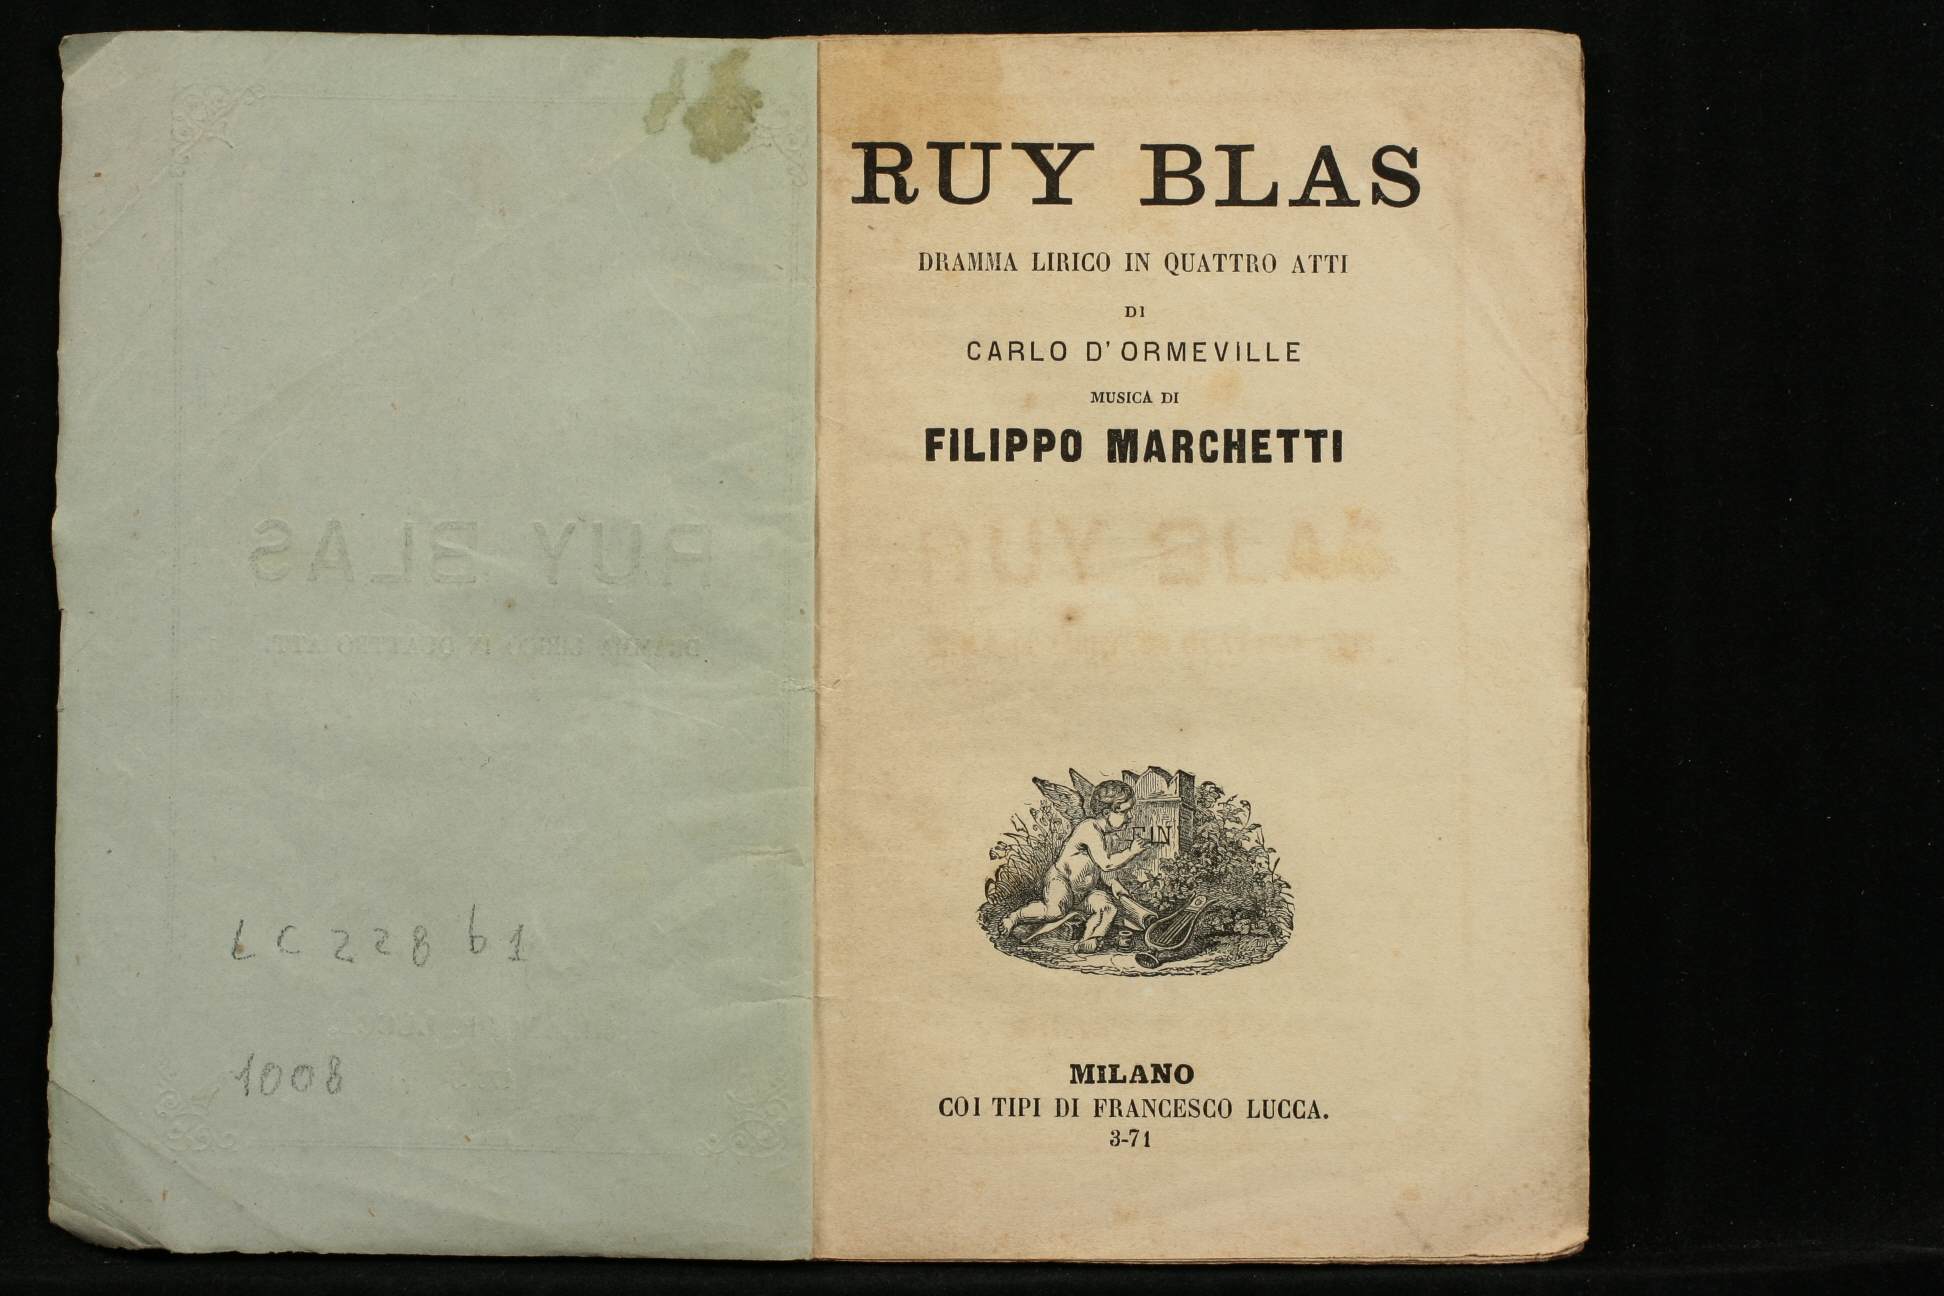 LC 228 b1
1008
RUY BLAS
DRAMMA LIRICO IN QUATTRO ATTI
DI
CARLO D'ORMEVILLE
MUSICA DI
FILIPPO MARCHETTI
FIN
MILANO
COI TIPI DI FRANCESCO LUCCA.
3-71